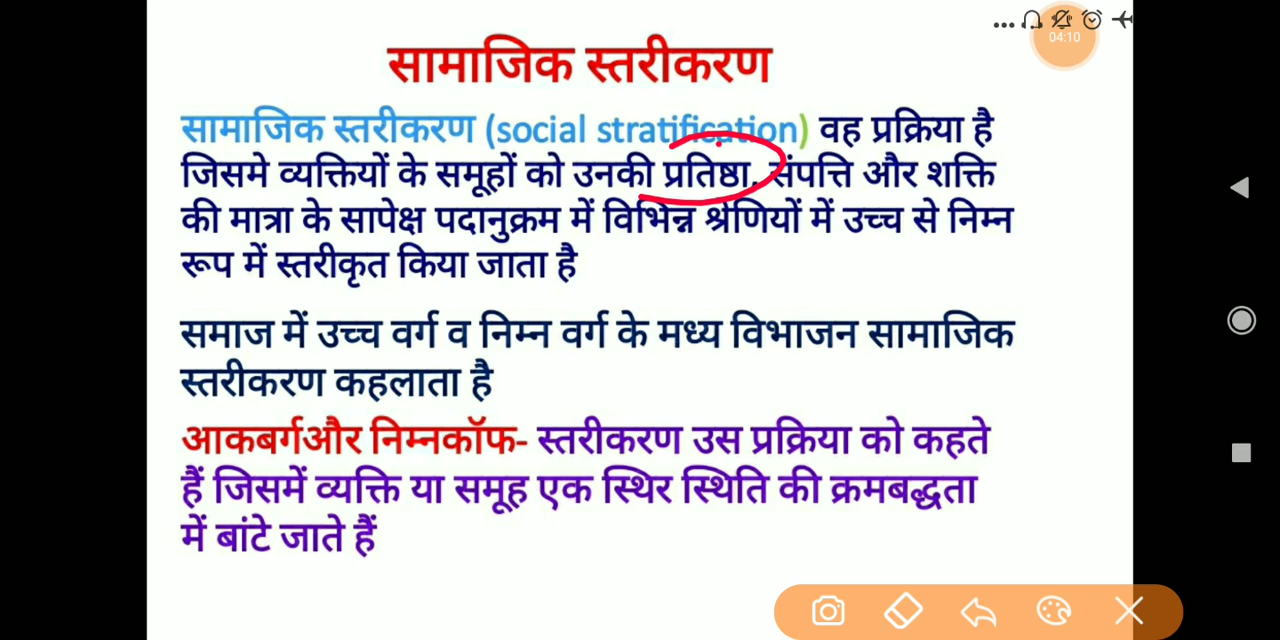 04:10
सामाजिक स्तरीकरण
सामाजिक स्तरीकरण (social stratification) वह प्रक्रिया है
जिसमे व्यक्तियों के समूहों को उनकी प्रतिष्ठा, संपत्ति और शक्ति
की मात्रा के सापेक्ष पदानुक्रम में विभिन्न श्रेणियों में उच्च से निम्न
रूप में स्तरीकृत किया जाता है
समाज में उच्च वर्ग व निम्न वर्ग के मध्य विभाजन सामाजिक
स्तरीकरण कहलाता है
आकबर्गऔर निम्नकॉफ- स्तरीकरण उस प्रक्रिया को कहते
हैं जिसमें व्यक्ति या समूह एक स्थिर स्थिति की क्रमबद्धता
में बांटे जाते हैं